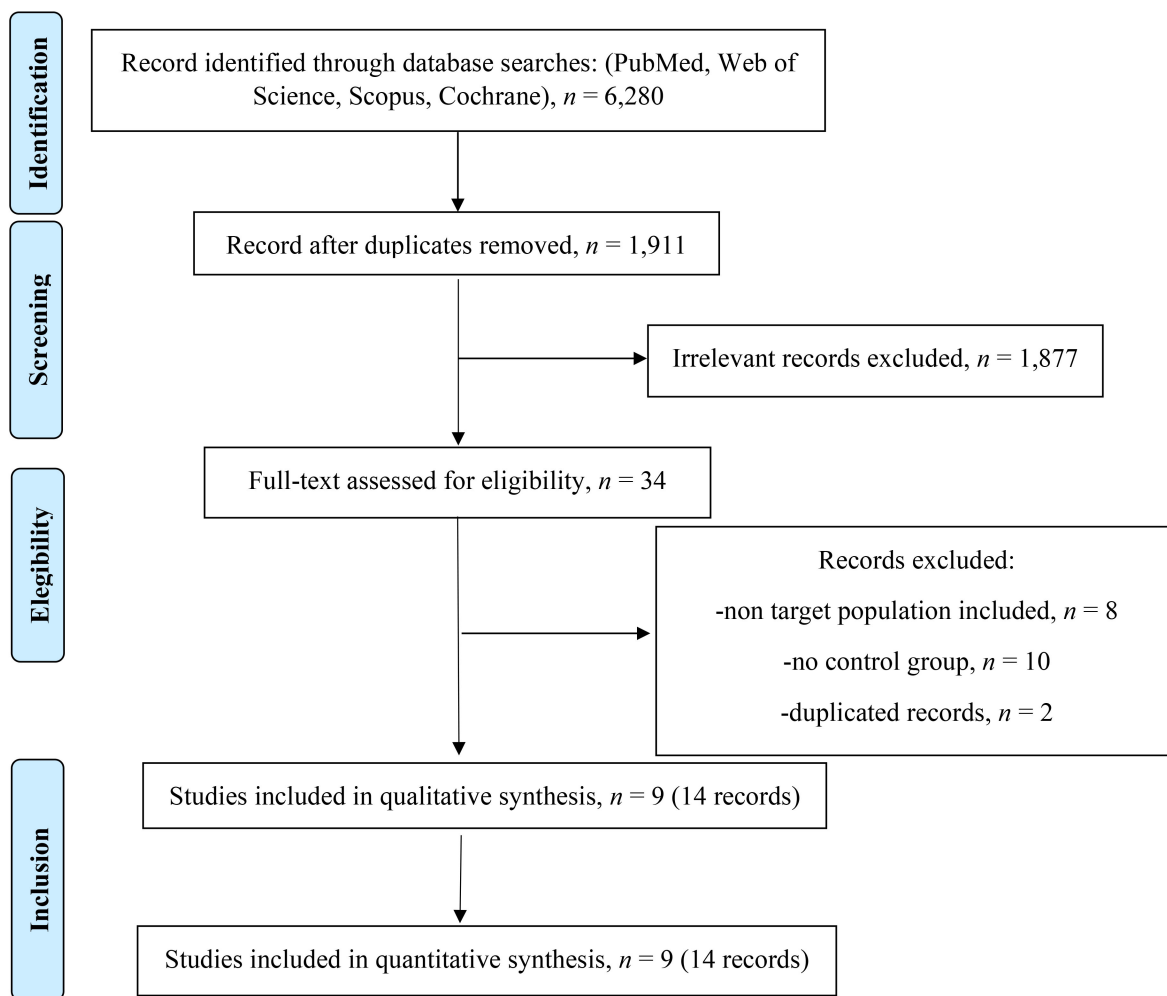 Identification
Record identified through database searches: (PubMed, Web of
Science, Scopus, Cochrane), n = 6,280
Record after duplicates removed, n = 1,911
Screening
Irrelevant records excluded, n = 1,877
Full-text assessed for eligibility, n = 34
Elegibility
Records excluded:
-non target population included, n = 8
-no control group, n = 10
-duplicated records, n = 2
Inclusion
Studies included in qualitative synthesis, n = 9 (14 records)
Studies included in quantitative synthesis, n = 9 (14 records)